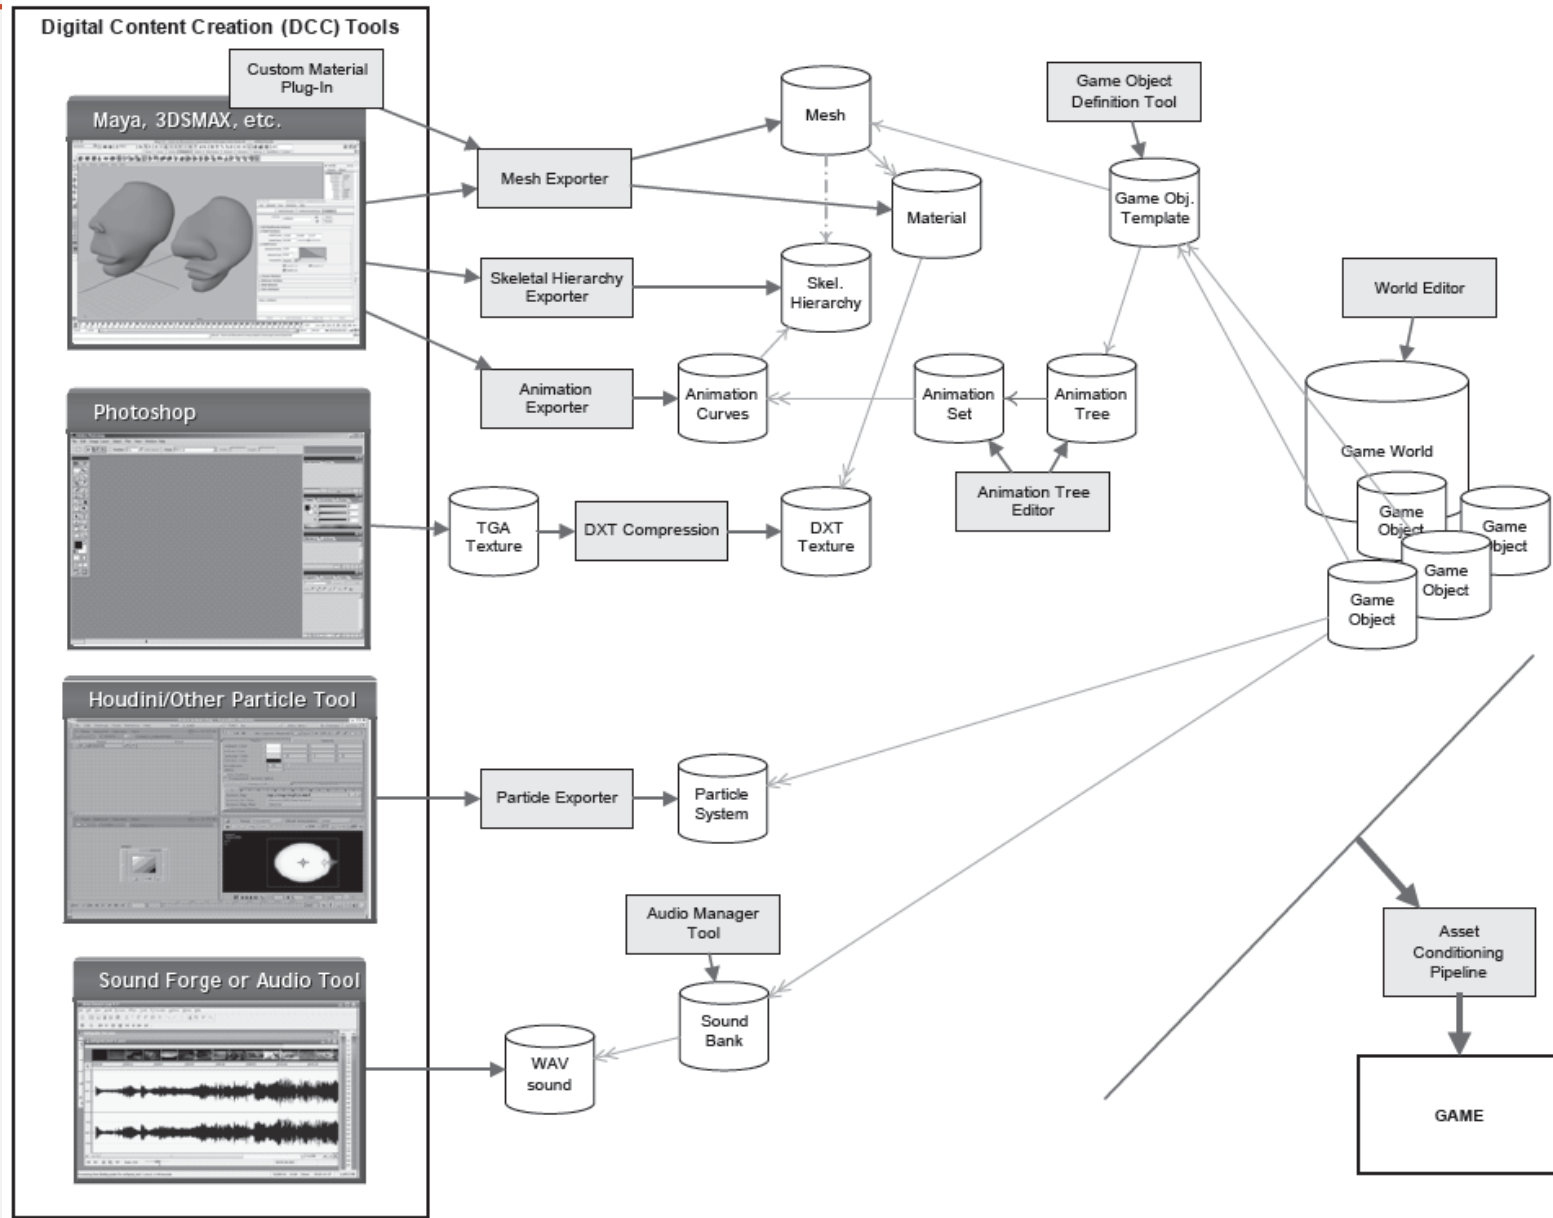 Digital Content Creation (DCC) Tools
Custom Material
Plug-In
Maya, 3DSMAX, etc.
Mesh Exporter
Mesh
Material
Game Object
Definition Tool
Game Obj.
Template
Skeletal Hierarchy
Exporter
Skel.
Hierarchy
World Editor
Animation
Exporter
Animation
Curves
Animation
Set
Animation
Tree
Animation Tree
Editor
Game World
Game
Object
Game
Object
Game
Object
Game
Object
Photoshop
TGA
Texture
DXT Compression
DXT
Texture
Houdini/Other Particle Tool
Particle Exporter
Particle
System
Audio Manager
Tool
Sound
Bank
Sound Forge or Audio Tool
WAV
sound
Asset
Conditioning
Pipeline
GAME